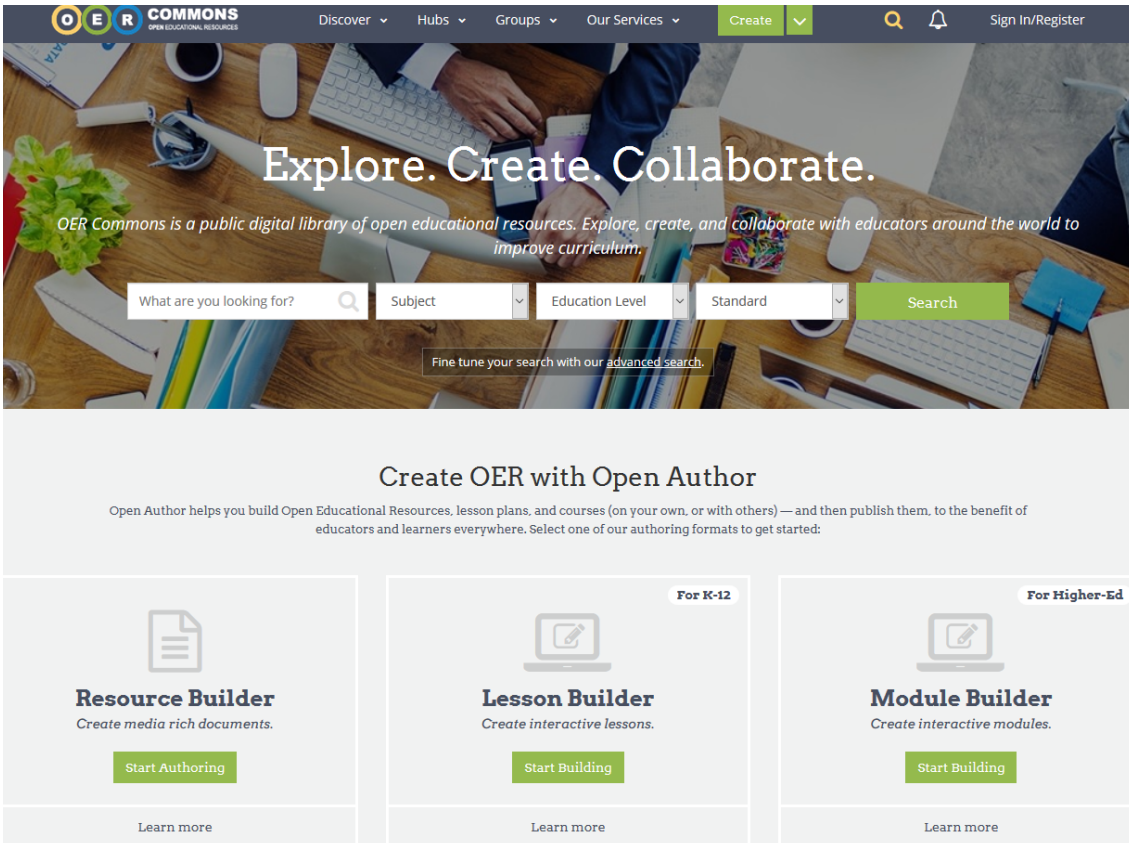 OER COMMONS
OPEN EDUCATIONAL RESOURCES
Discover Hubs Groups Our Services Create Sign In/Register
DATA
Explore. Create. Collaborate.
OER Commons is a public digital library of open educational resources. Explore, create, and collaborate with educators around the world to
improve curriculum.
What are you looking for? Subject Education Level Standard Search
Fine tune your search with our advanced search.
Create OER with Open Author
Open Author helps you build Open Educational Resources, lesson plans, and courses (on your own, or with others) — and then publish them, to the benefit of
educators and learners everywhere. Select one of our authoring formats to get started:
For K-12 For Higher-Ed
Resource Builder Lesson Builder Module Builder
Create media rich documents. Create interactive lessons. Create interactive modules.
Start Authoring Start Building Start Building
Learn more Learn more Learn more